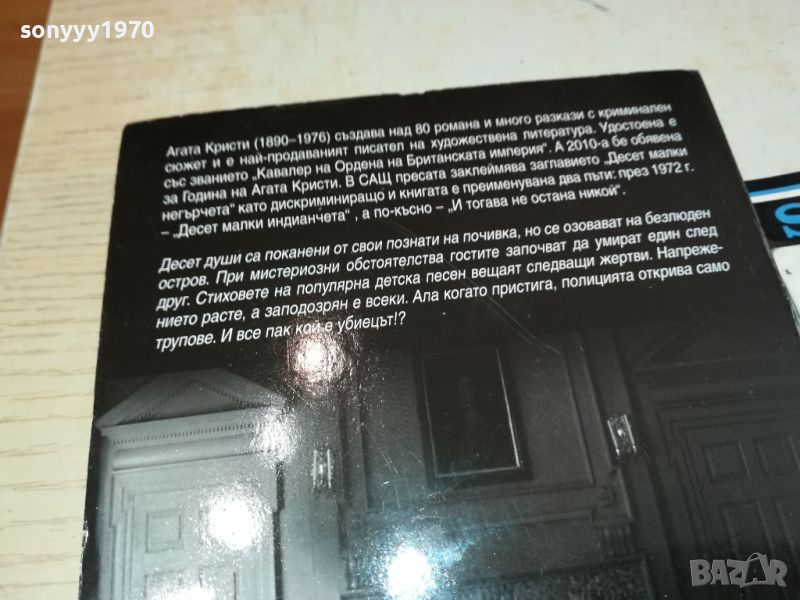 sonyyy1970
Агата Кристи (1890–1976) създава над 80 романа и много разкази с криминален
сюжет и е най-продаваният писател на художествена литература. Удостоена е
със званието „Кавалер на Ордена на Британската империя". А 2010-а бе обявена
за Година на Агата Кристи. В САЩ пресата заклеймява заглавието „Десет малки
негърчета" като дискриминиращо и книгата е преименувана два пъти: през 1972 г.
– „Десет малки индианчета", а по-късно – „И тогава не остана никой".
Десет души са поканени от свои познати на почивка, но се озовават на безлюден
остров. При мистериозни обстоятелства гостите започват да умират един след
друг. Стиховете на популярна детска песен вещаят следващи жертви. Напреже-
нието расте, а заподозрян е всеки. Ала когато пристига, полицията открива само
трупове. И все пак кой е убиецът!?
S
BAZAR